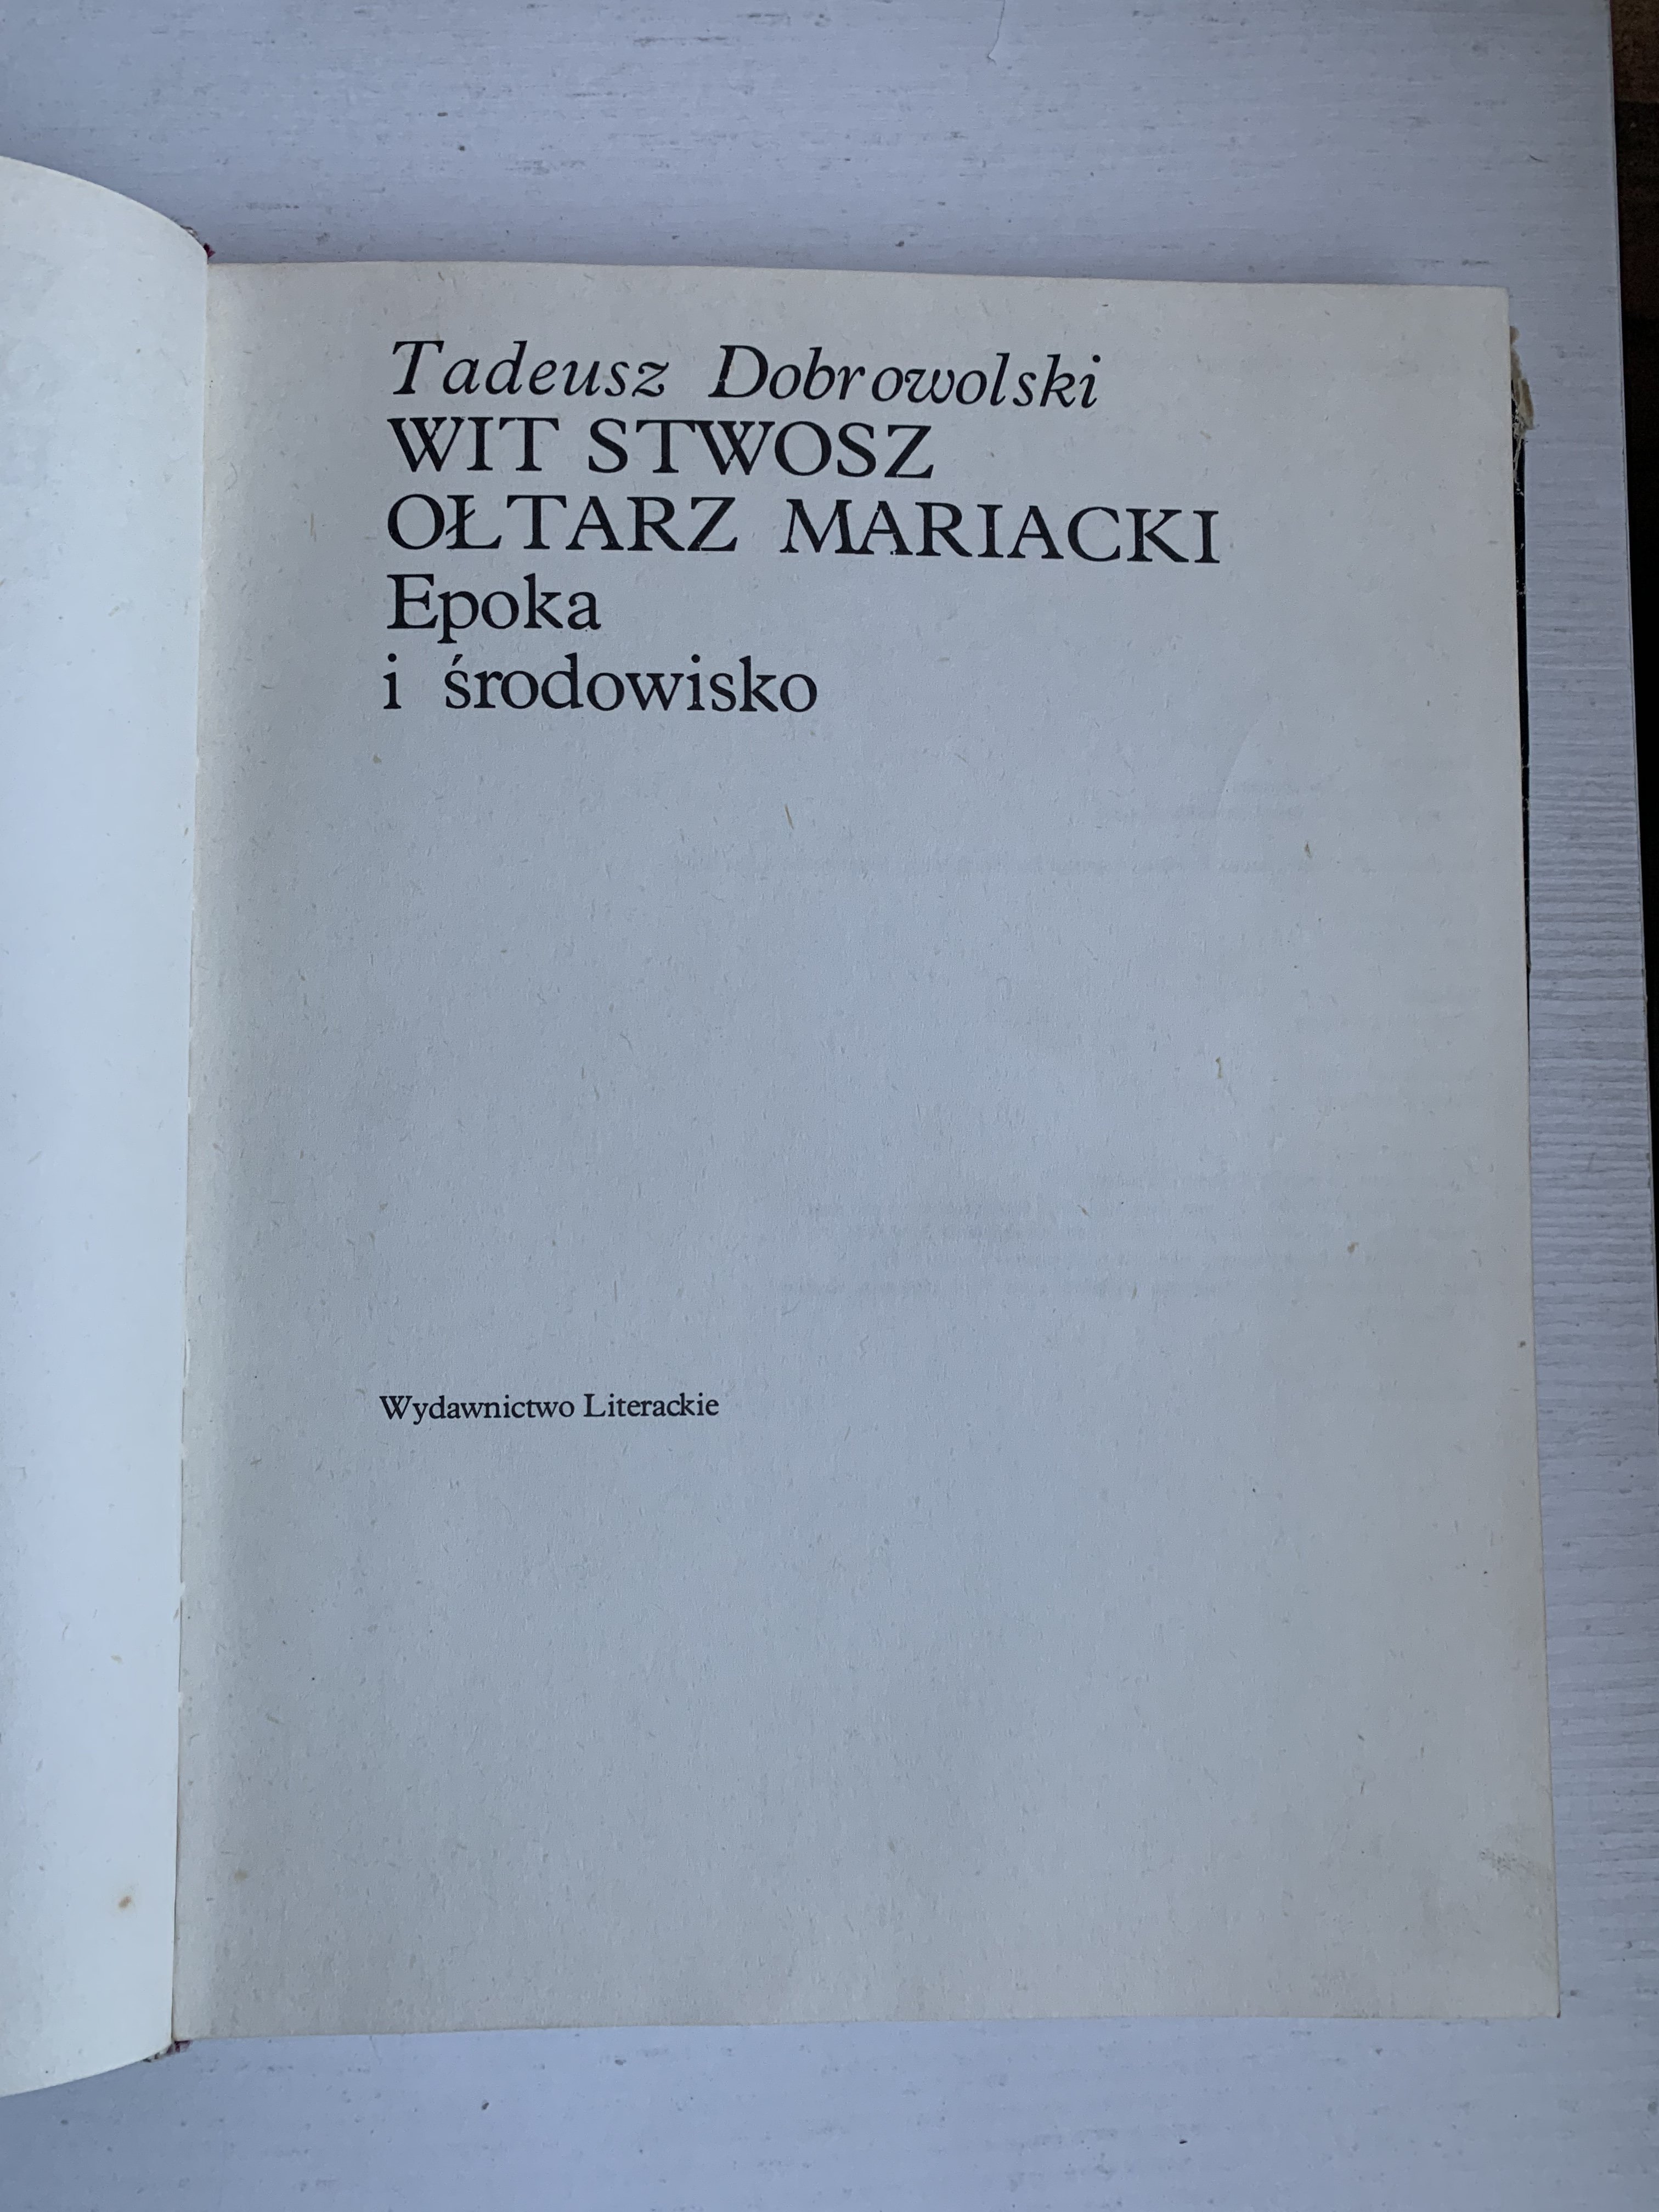 Tadeusz Dobrowolski
WIT STWOSZ
OŁTARZ MARIACKI
Epoka
i środowisko
Wydawnictwo Literackie